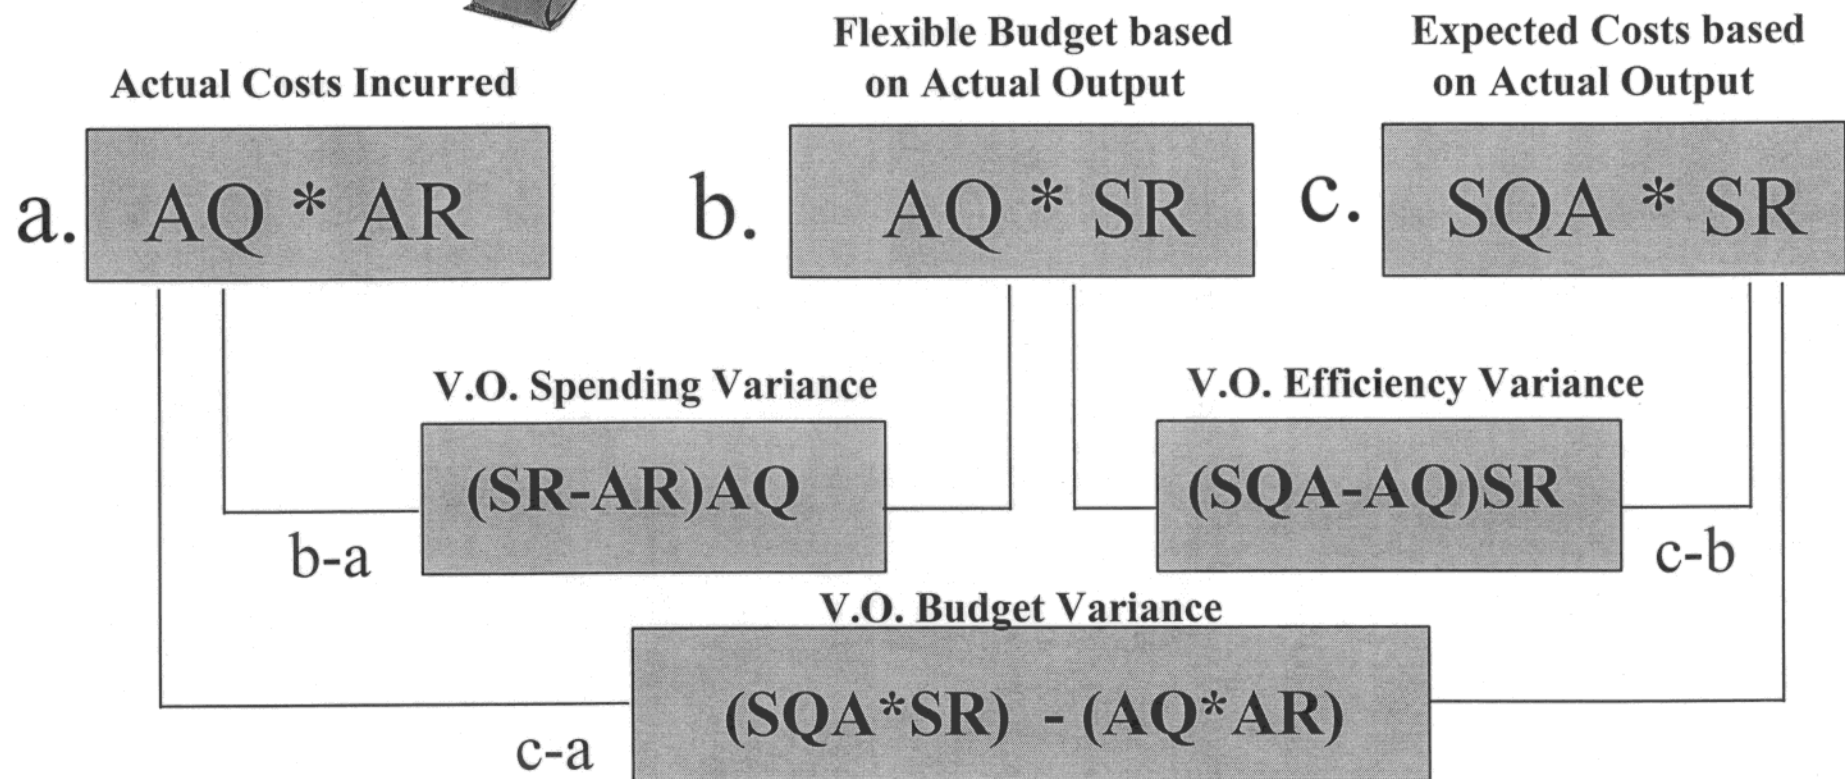 Actual Costs Incurred
Flexible Budget based
on Actual Output
Expected Costs based
on Actual Output
a.
AQ * AR
b.
AQ * SR
c.
SQA * SR
V.O. Spending Variance
(SR-AR)AQ
b-a
V.O. Efficiency Variance
(SQA-AQ)SR
c-b
V.O. Budget Variance
(SQA*SR) - (AQ*AR)
c-a